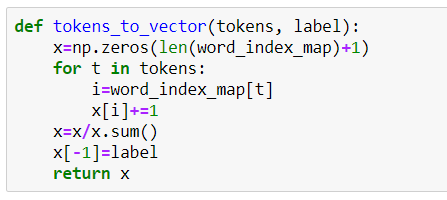 def tokens_to_vector(tokens, label):
    x=np.zeros(len(word_index_map)+1)
    for t in tokens:
        i=word_index_map[t]
        x[i]+=1
    x=x/x.sum()
    x[-1]=label
    return x